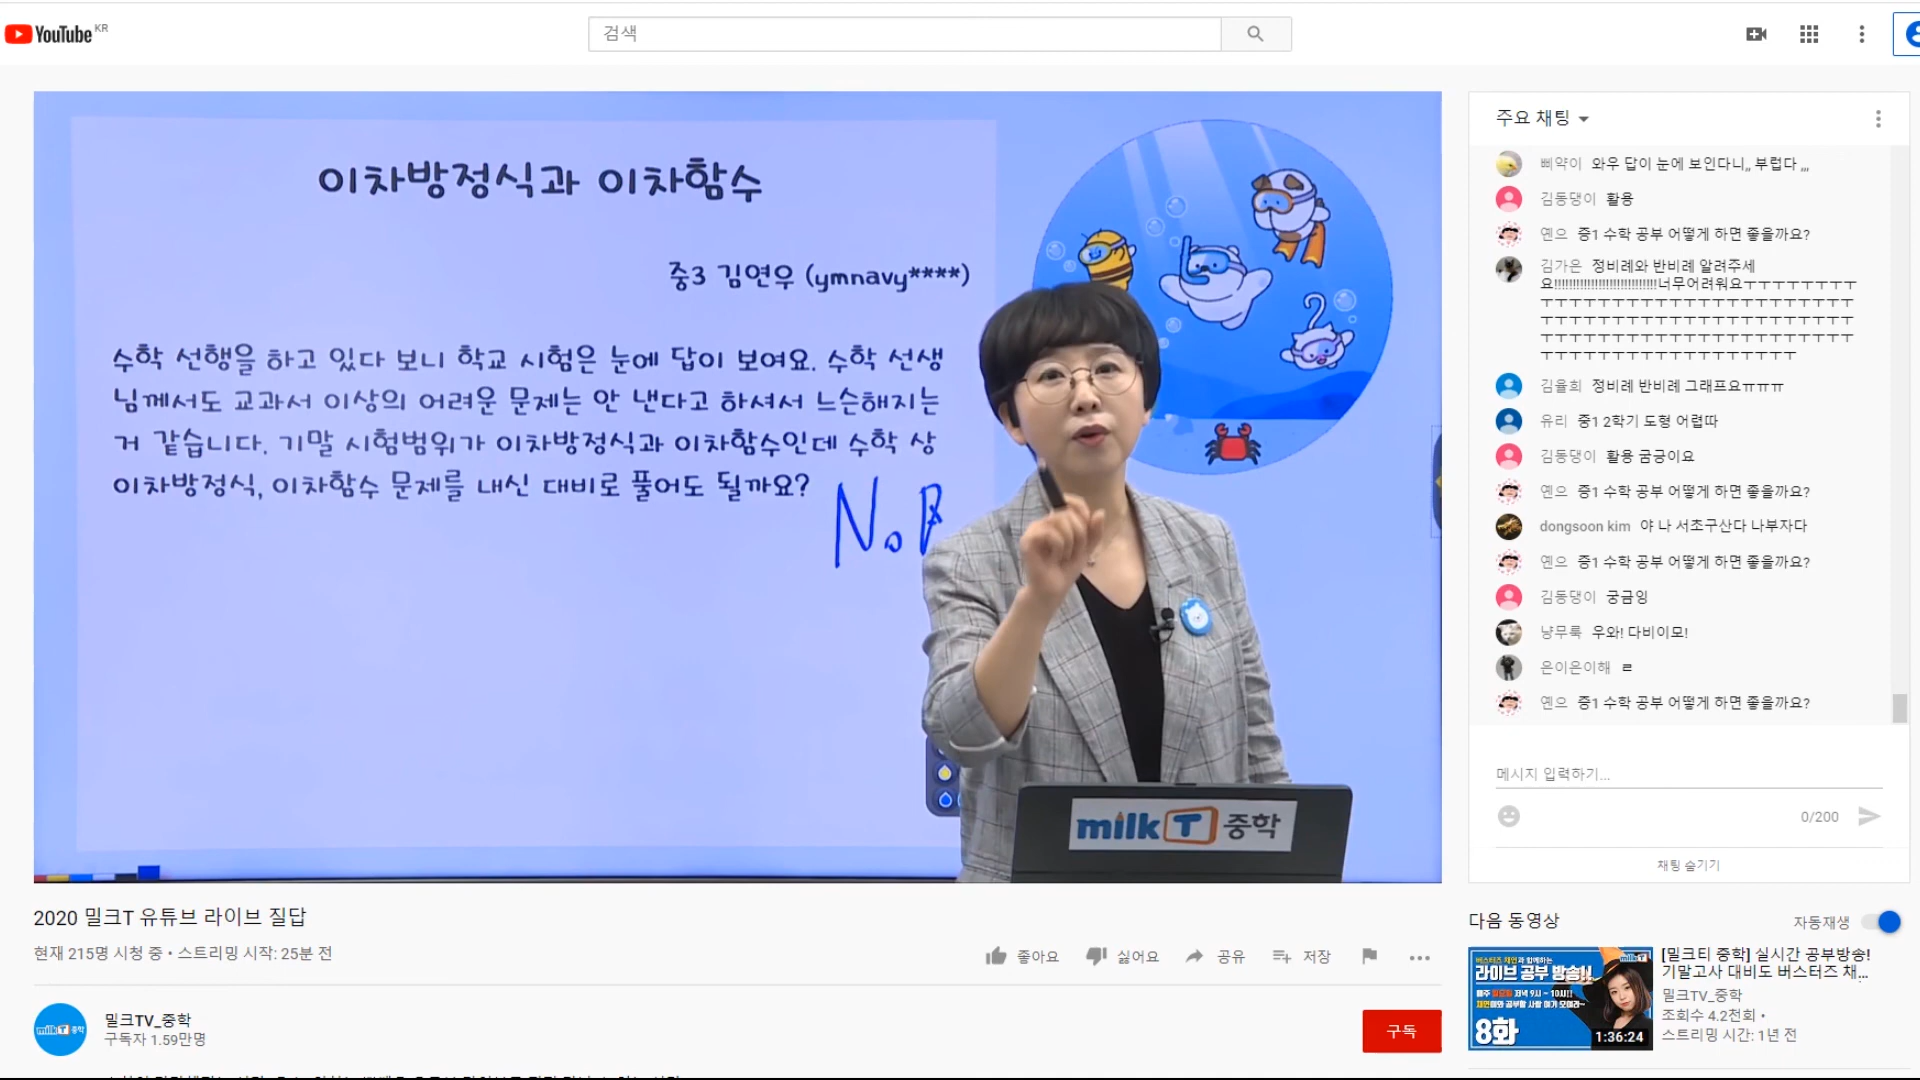 YouTube KR
검색
이차방정식과 이차함수
중3 김연우 (ymnavy****)
수학 선행을 하고 있다 보니 학교 시험은 눈에 답이 보여요. 수학 선생
님께서도 교과서 이상의 어려운 문제는 안 낸다고 하셔서 느슨해지는
거 같습니다. 기말 시험범위가 이차방정식과 이차함수인데 수학 상
이차방정식, 이차함수 문제를 내신 대비로 풀어도 될까요?
milk T 중학
2020 밀크T 유튜브 라이브 질답
현재 215명 시청 중 • 스트리밍 시작: 25분 전
좋아요 싫어요 공유 저장
milk T 중학
밀크TV_중학
구독자 1.59만명
구독
주요 채팅
삐약이 와우 답이 눈에 보인다니,, 부럽다 ,,,
김동댕이 활용
옌으 중1 수학 공부 어떻게 하면 좋을까요?
김가은 정비례와 반비례 알려주세
김율희 정비례 반비례 그래프요ㅠㅠㅠ
유리 중1 2학기 도형 어렵따
김동댕이 활용 굼긍이요
옌으 중1 수학 공부 어떻게 하면 좋을까요?
dongsoon kim 야 나 서초구산다 나부자다
옌으 중1 수학 공부 어떻게 하면 좋을까요?
김동댕이 궁금잉
냥무룩 우와! 다비이모!
은이은이해 ㄹ
옌으 중1 수학 공부 어떻게 하면 좋을까요?
메시지 입력하기...
0/200
채팅 숨기기
다음 동영상
자동재생
라이브 공부 방송!!
8화
1:36:24
[밀크티 중학] 실시간 공부방송!
기말고사 대비도 버스터즈 채...
밀크TV_중학
조회수 4.2천회 •
스트리밍 시간: 1년 전